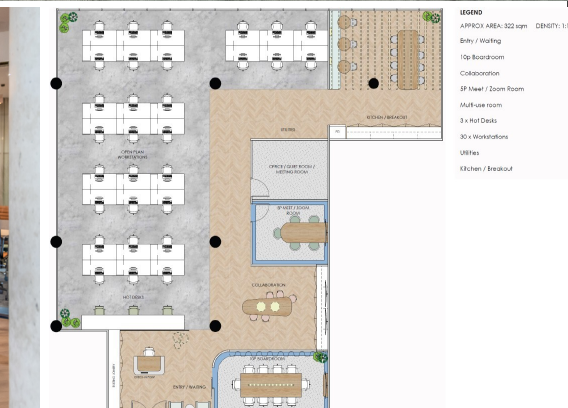 LEGEND
APPROX AREA: 322 sqm DENSITY: 1:
Entry / Waiting
10p Boardroom
Collaboration
5P Meet / Zoom Room
Multi-use room
3 x Hot Desks
30 x Workstations
Utilities
Kitchen / Breakout
KITCHEN / BREAKOUT
UTILITIES
OPEN PLAN
WORKSTATIONS
OFFICE / QUIET ROOM /
MEETING ROOM
5P MEET / ZOOM
ROOM
COLLABORATION
HOT DESKS
10P BOARDROOM
ENTRY / WAITING